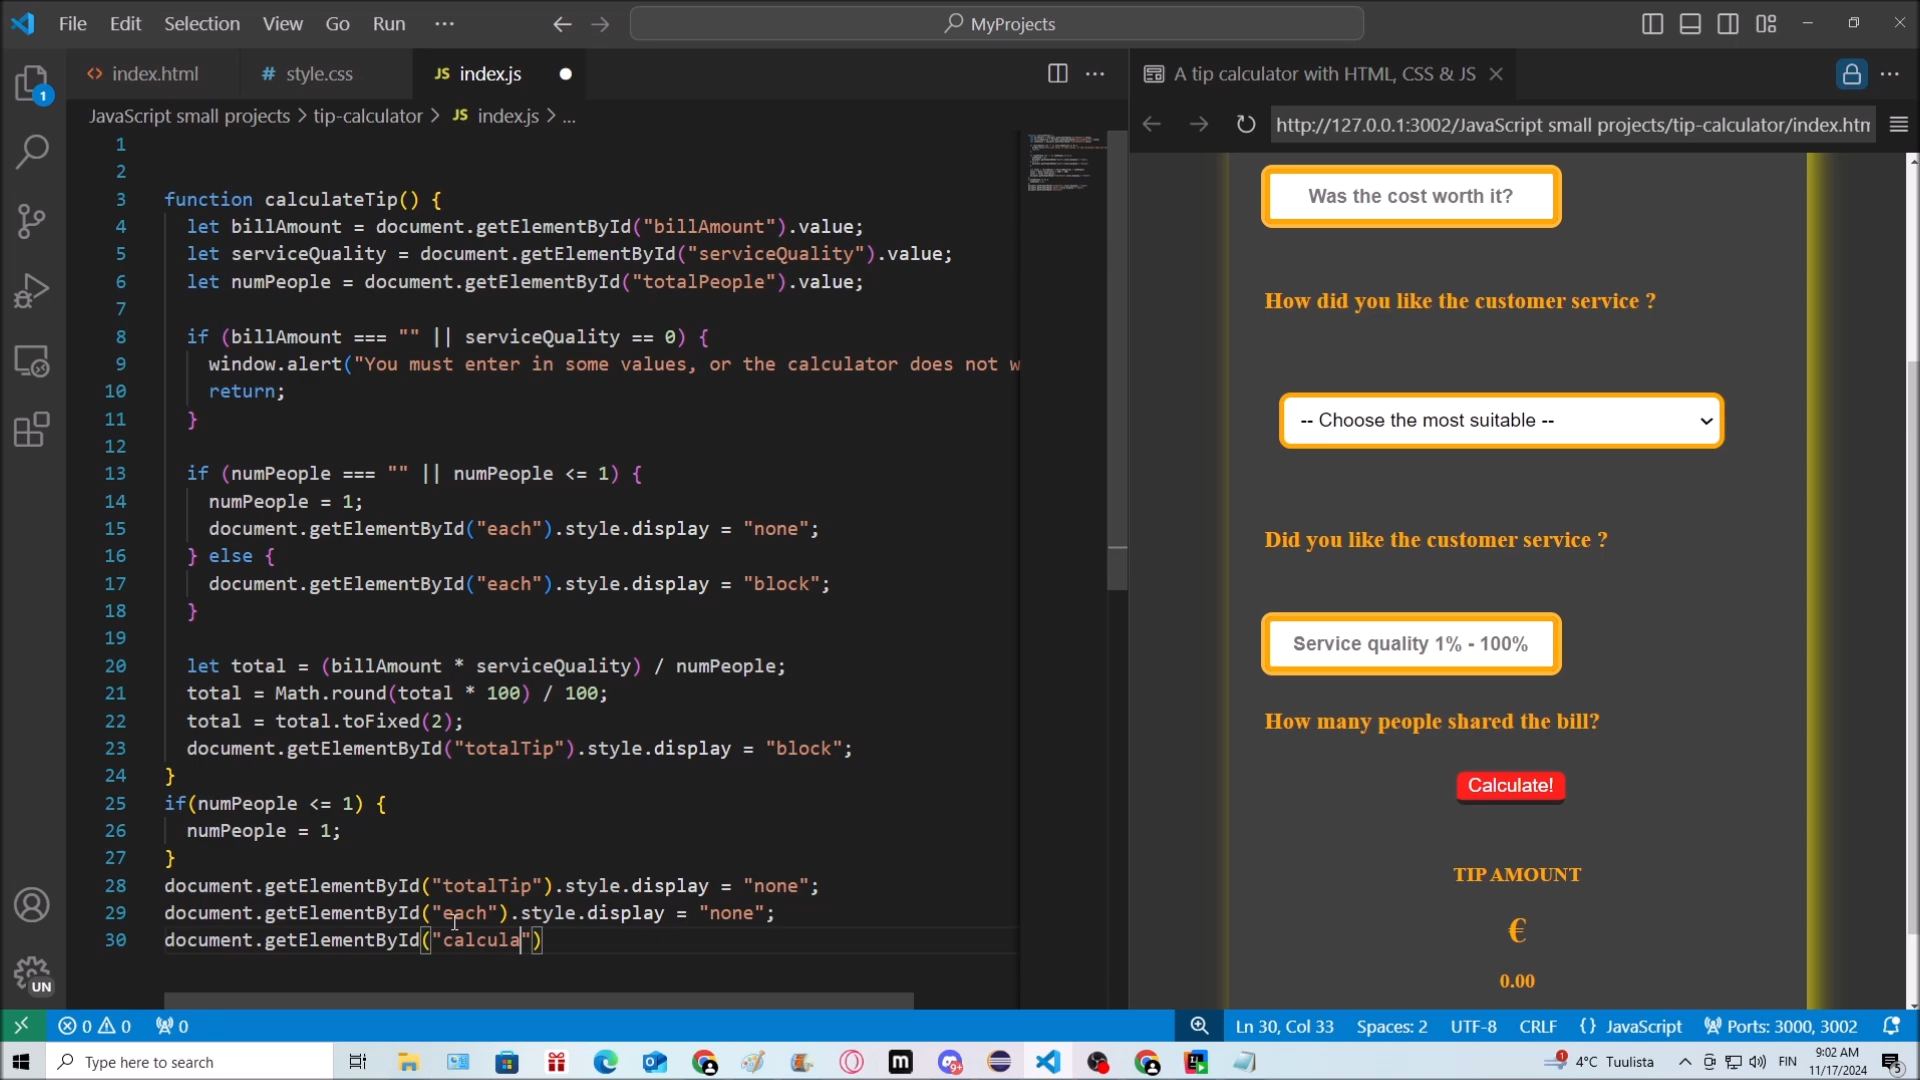 File Edit Selection View Go Run ···
MyProjects
index.html
# style.css
JS index.js
A tip calculator with HTML, CSS & JS
JavaScript small projects > tip-calculator > JS index.js > ...
http://127.0.0.1:3002/JavaScript small projects/tip-calculator/index.htm
1
2
3 function calculateTip() {
4 let billAmount = document.getElementById("billAmount").value;
5 let serviceQuality = document.getElementById("serviceQuality").value;
6 let numPeople = document.getElementById("totalPeople").value;
7
8 if (billAmount === "" || serviceQuality == 0) {
9 window.alert("You must enter in some values, or the calculator does not w
10 return;
11 }
12
13 if (numPeople === "" || numPeople <= 1) {
14 numPeople = 1;
15 document.getElementById("each").style.display = "none";
16 } else {
17 document.getElementById("each").style.display = "block";
18 }
19
20 let total = (billAmount * serviceQuality) / numPeople;
21 total = Math.round(total * 100) / 100;
22 total = total.toFixed(2);
23 document.getElementById("totalTip").style.display = "block";
24 }
25 if(numPeople <= 1) {
26 numPeople = 1;
27 }
28 document.getElementById("totalTip").style.display = "none";
29 document.getElementById("each").style.display = "none";
30 document.getElementById("calcula")
Was the cost worth it?
How did you like the customer service ?
-- Choose the most suitable --
Did you like the customer service ?
Service quality 1% - 100%
How many people shared the bill?
Calculate!
TIP AMOUNT
€
0.00
1
UN
0 0 0
Ln 30, Col 33 Spaces: 2 UTF-8 CRLF {} JavaScript Ports: 3000, 3002
Type here to search
m
9+
1
4°C Tuulista
FIN
9:02 AM
11/17/2024
5